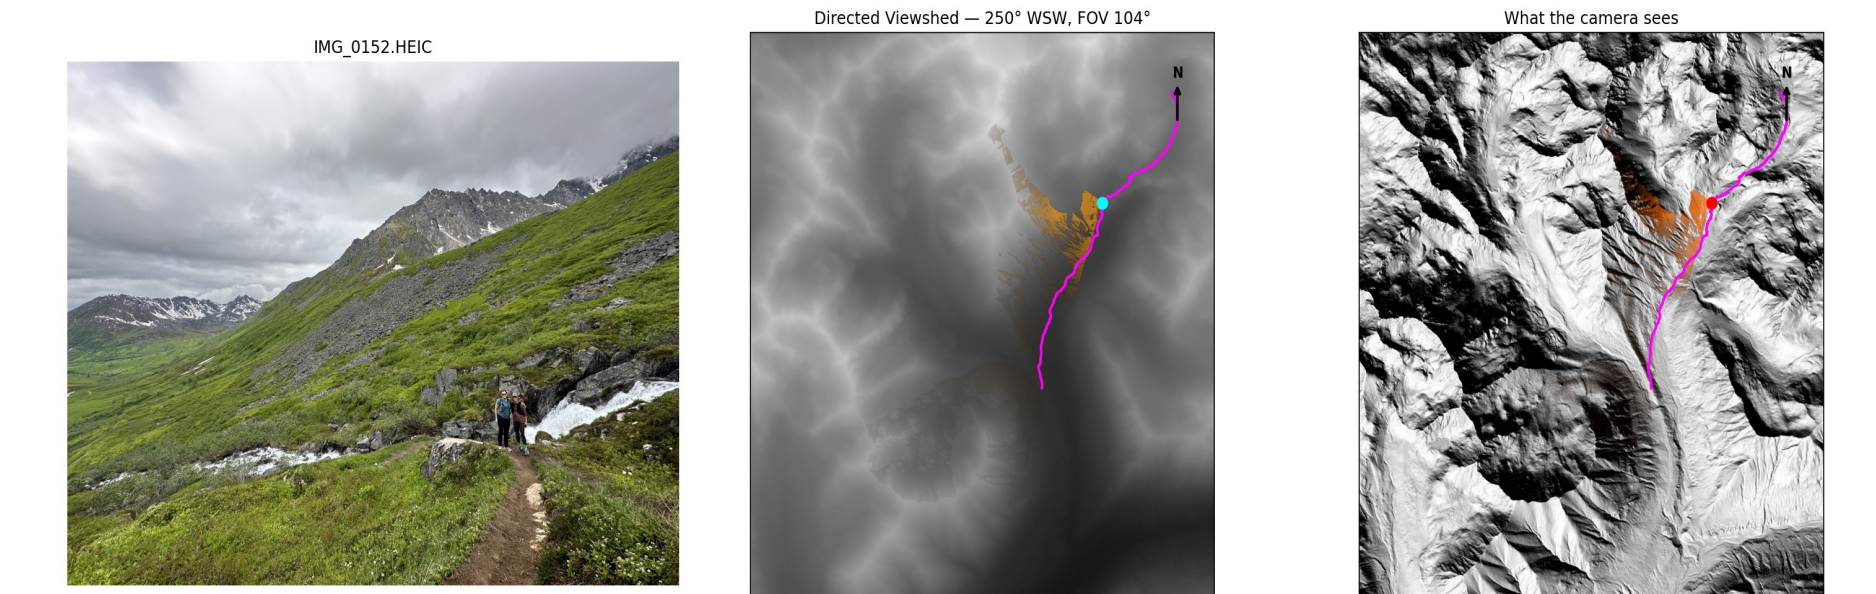 IMG_0152.HEIC
Directed Viewshed — 250° WSW, FOV 104°
N
What the camera sees
N